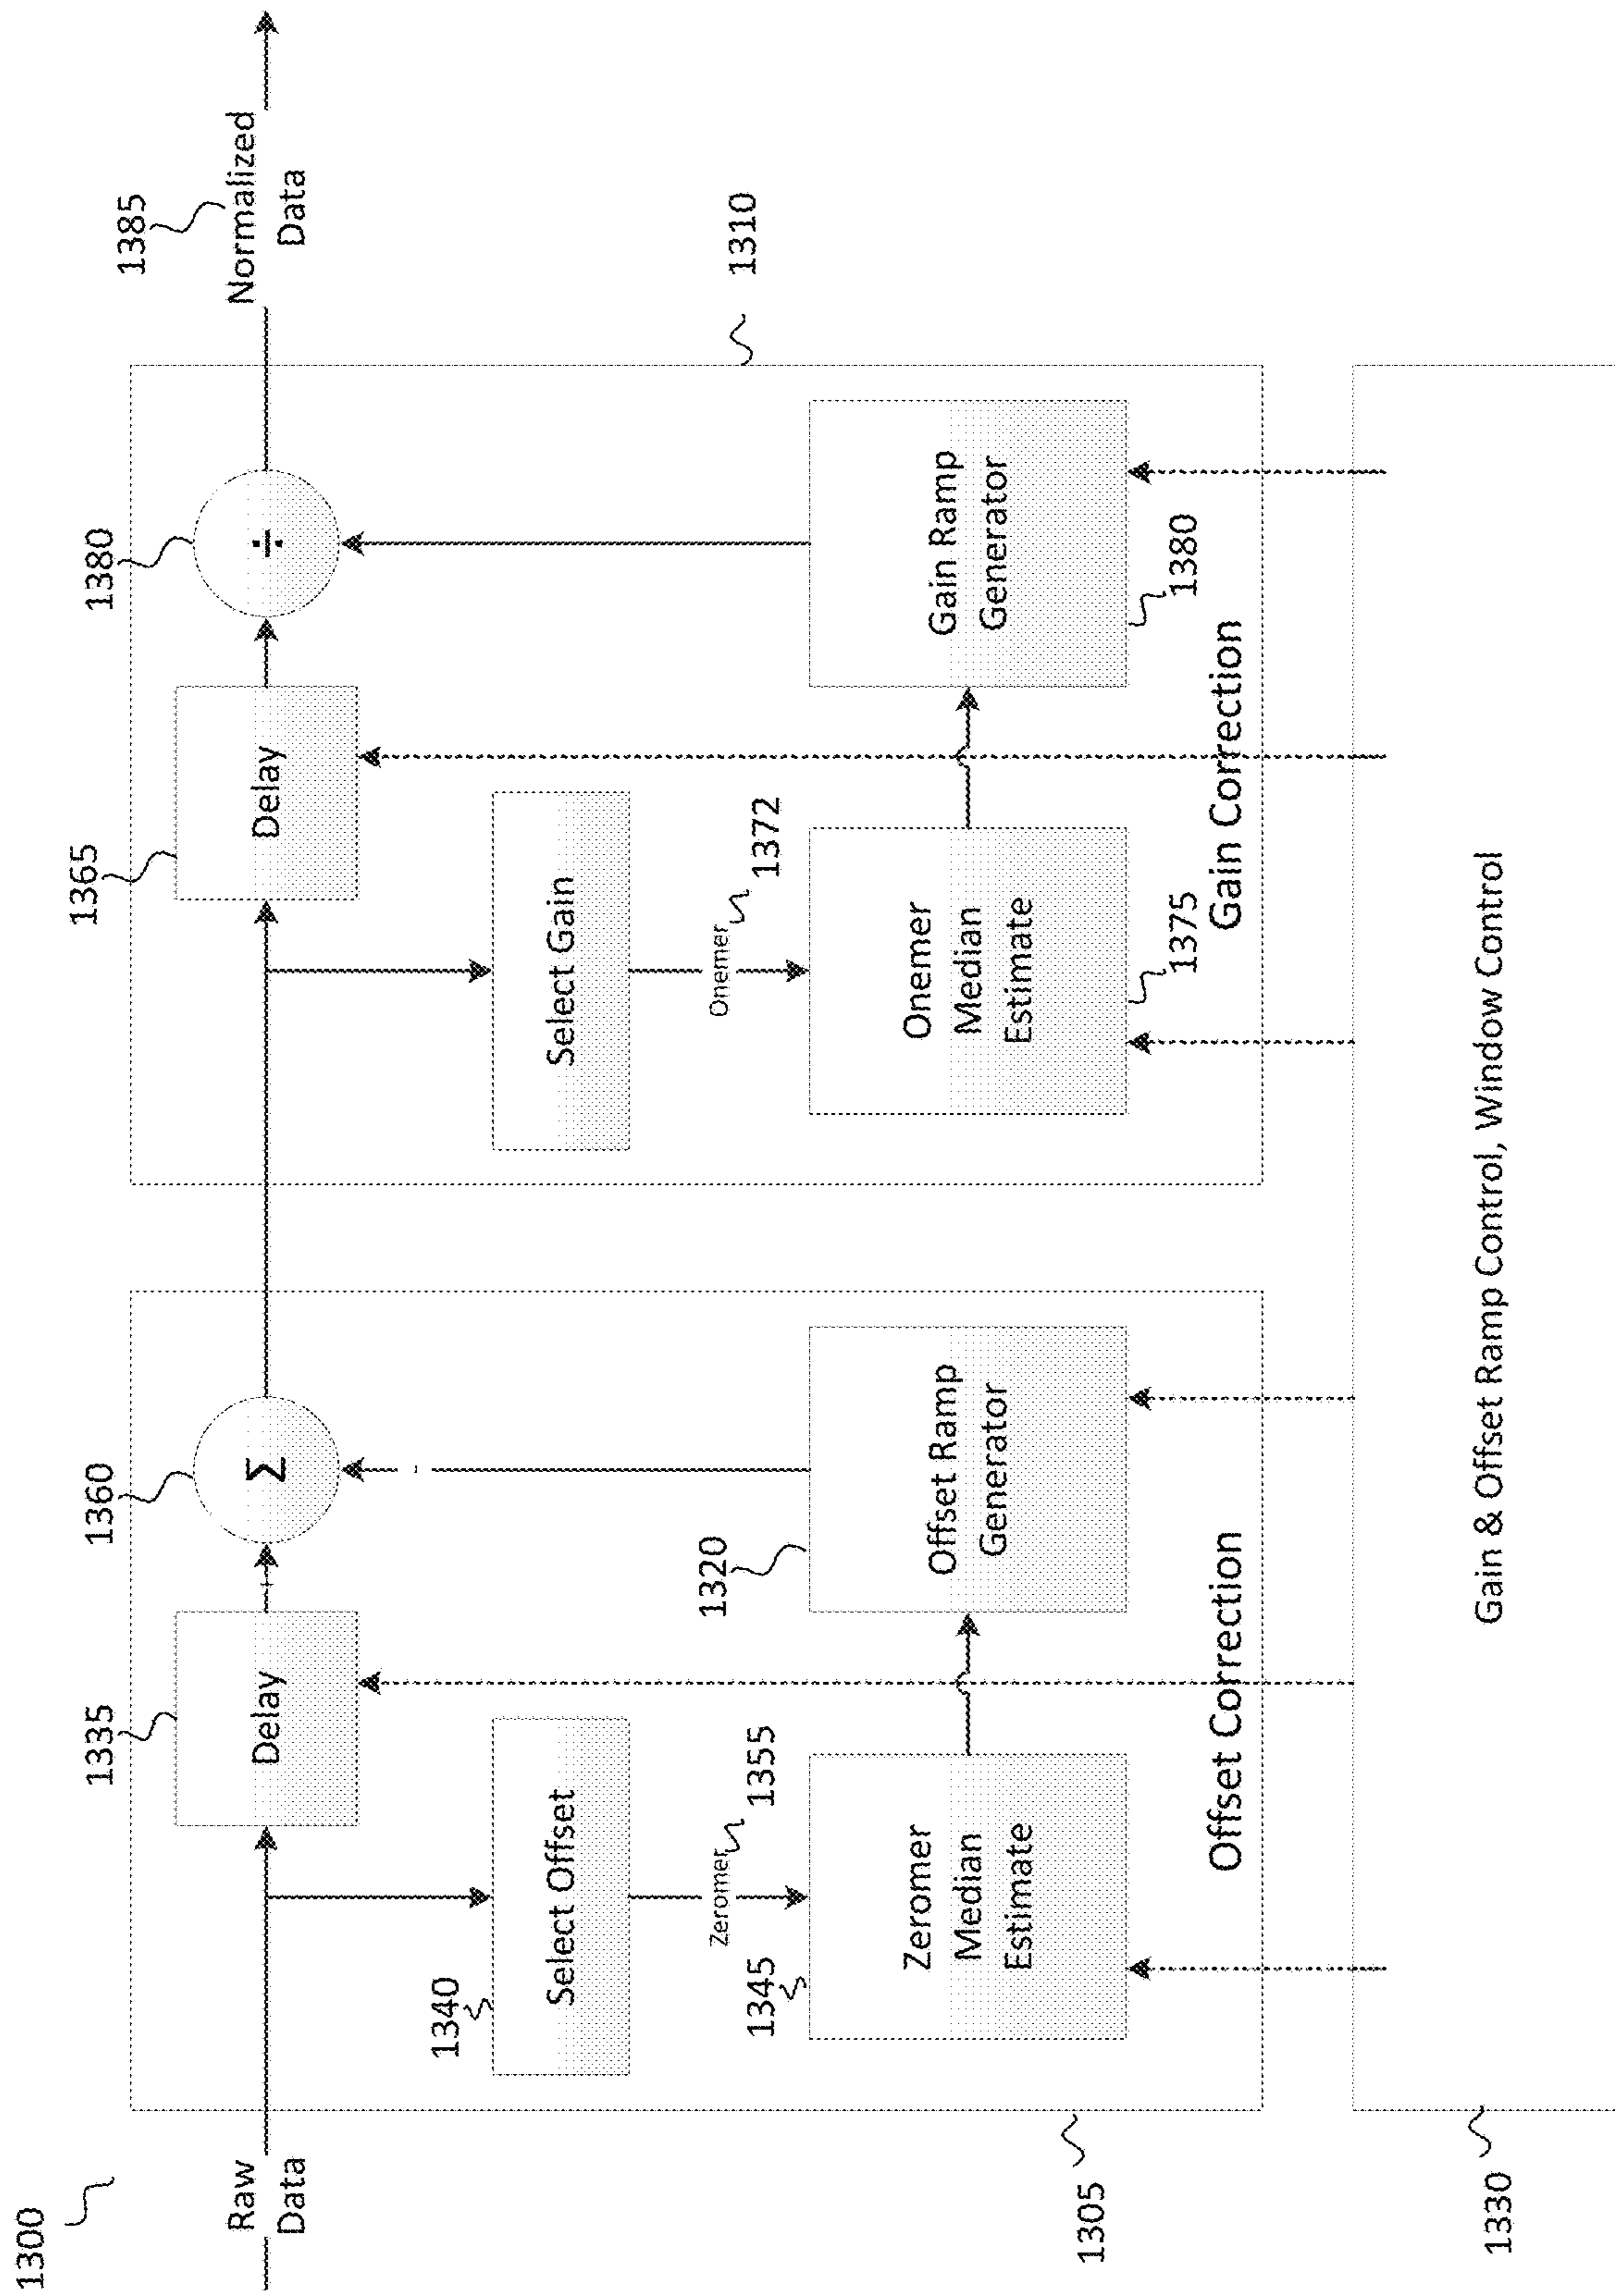 1300
Raw
Data
1335
Delay
1360
Σ
1365
Delay
1380
÷
1385
Normalized
Data
1340
Select Offset
Zeromer
1355
1345
Zeromer
Median
Estimate
1320
Offset Ramp
Generator
Offset Correction
1305
Select Gain
Onemer
1372
Onemer
Median
Estimate
1375
Gain Ramp
Generator
1380
Gain Correction
1310
1330
Gain & Offset Ramp Control, Window Control